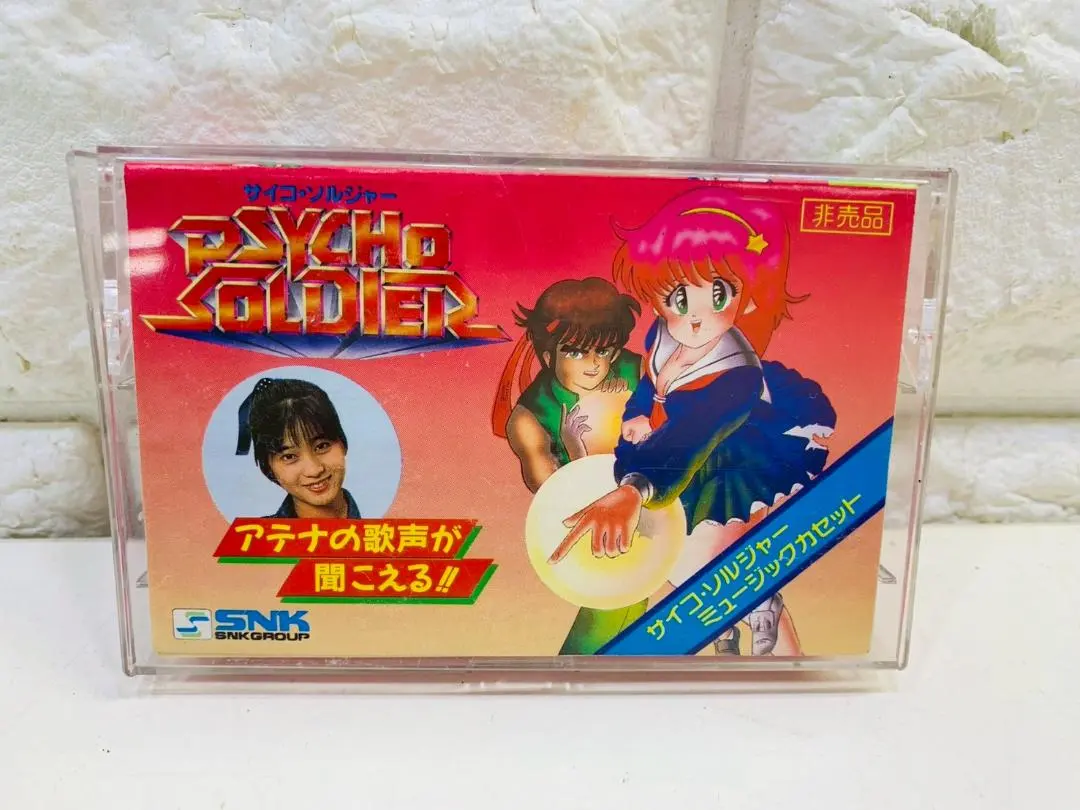 サイコ・ソルジャー
PSYCHO
SOLDIER
非売品
アテナの歌声が
聞こえる!!
サイコ・ソルジャー
ミュージックカセット
SNK
SNK GROUP